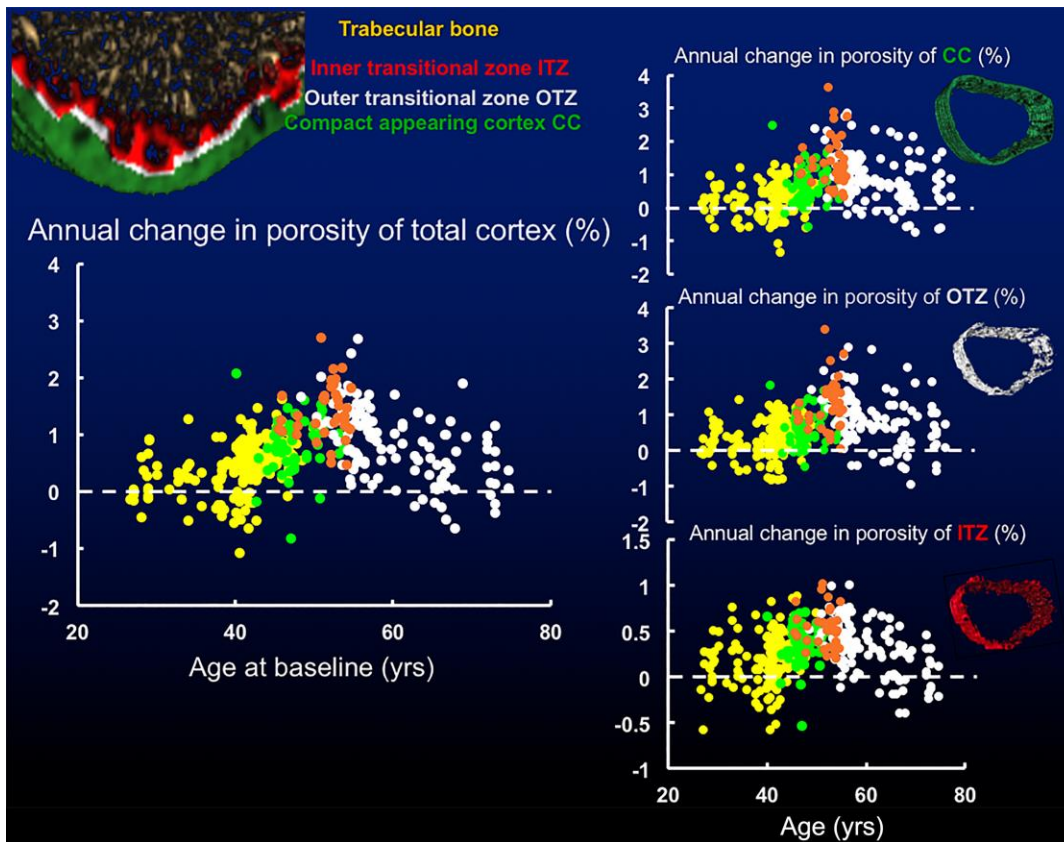 Trabecular bone
Inner transitional zone ITZ
Outer transitional zone OTZ
Compact appearing cortex CC
Annual change in porosity of total cortex (%)
4
3
2
1
0
-1
-2
20 40 60 80
Age at baseline (yrs)
Annual change in porosity of CC (%)
4
3
2
1
0
-1
-2
Annual change in porosity of OTZ (%)
4
3
2
1
0
-1
-2
Annual change in porosity of ITZ (%)
1.5
1
0.5
0
-0.5
-1
20 40 60 80
Age (yrs)